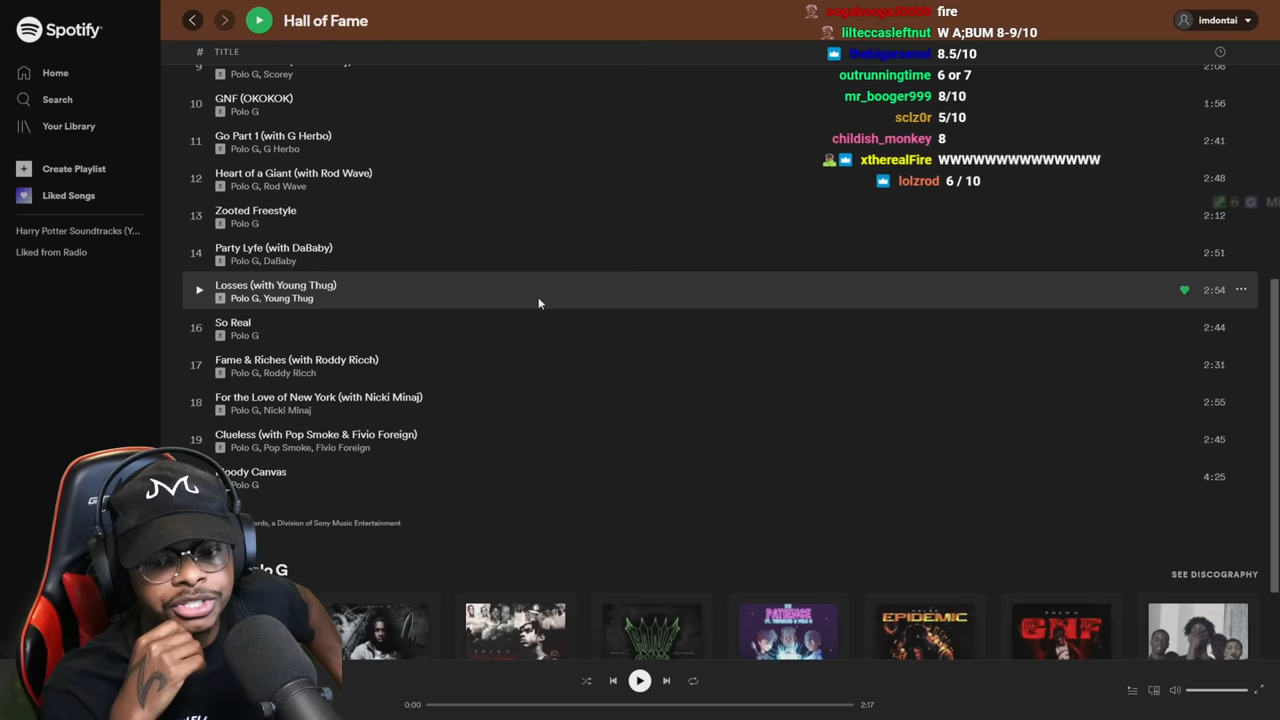 Spotify
Home
Search
Your Library
Create Playlist
Liked Songs
Harry Potter Soundtracks (Y...
Liked from Radio
Hall of Fame
imdontai
# TITLE
9
E Polo G, Scorey 2:08
10 GNF (OKOKOK) 1:56
E Polo G
11 Go Part 1 (with G Herbo) 2:41
E Polo G, G Herbo
12 Heart of a Giant (with Rod Wave) 2:48
E Polo G, Rod Wave
13 Zooted Freestyle 2:12
E Polo G
14 Party Lyfe (with DaBaby) 2:51
E Polo G, DaBaby
Losses (with Young Thug) 2:54
E Polo G, Young Thug
16 So Real 2:44
E Polo G
17 Fame & Riches (with Roddy Ricch) 2:31
E Polo G, Roddy Ricch
18 For the Love of New York (with Nicki Minaj) 2:55
E Polo G, Nicki Minaj
19 Clueless (with Pop Smoke & Fivio Foreign) 2:45
E Polo G, Pop Smoke, Fivio Foreign
oody Canvas 4:25
Polo G
ords, a Division of Sony Music Entertainment
lo G
SEE DISCOGRAPHY
PATIENCE
EPIDEMIC
POLO G
GNF
0:00
2:17
fire
lilteccasleftnut W A;BUM 8-9/10
8.5/10
outrunningtime 6 or 7
mr_booger999 8/10
sclz0r 5/10
childish_monkey 8
xtherealFire WWWWWWWWWWWWWW
lolzrod 6 / 10
6